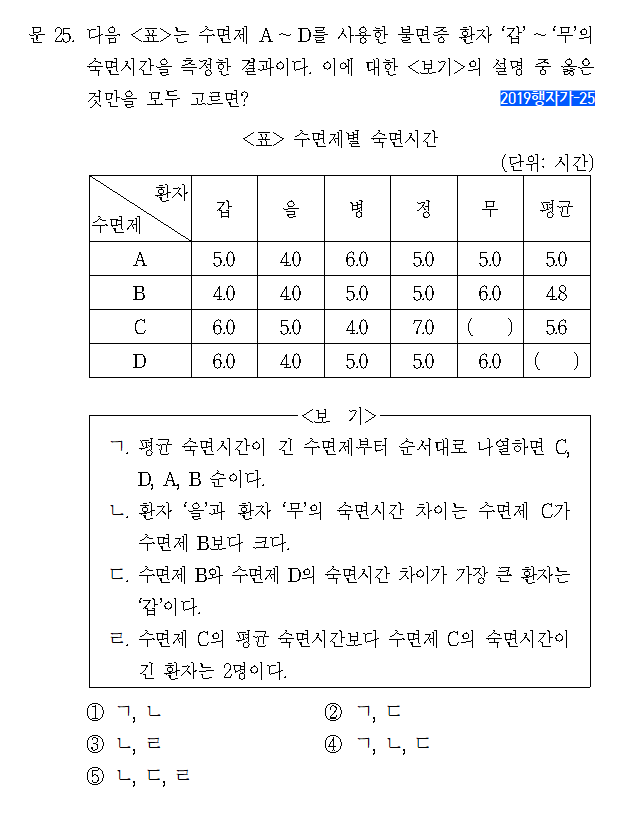 문 25. 다음 <표>는 수면제 A ~ D를 사용한 불면증 환자 ‘갑’ ~ ‘무’의
숙면시간을 측정한 결과이다. 이에 대한 <보기>의 설명 중 옳은
것만을 모두 고르면?
2019행자가-25
<표> 수면제별 숙면시간
(단위: 시간)
환자 수면제 갑 을 병 정 무 평균
A 5.0 4.0 6.0 5.0 5.0 5.0
B 4.0 4.0 5.0 5.0 6.0 4.8
C 6.0 5.0 4.0 7.0 ( ) 5.6
D 6.0 4.0 5.0 5.0 6.0 ( )
<보 기>
ㄱ. 평균 숙면시간이 긴 수면제부터 순서대로 나열하면 C,
D, A, B 순이다.
ㄴ. 환자 ‘을’과 환자 ‘무’의 숙면시간 차이는 수면제 C가
수면제 B보다 크다.
ㄷ. 수면제 B와 수면제 D의 숙면시간 차이가 가장 큰 환자는
‘갑’이다.
ㄹ. 수면제 C의 평균 숙면시간보다 수면제 C의 숙면시간이
긴 환자는 2명이다.
① ㄱ, ㄴ ② ㄱ, ㄷ
③ ㄴ, ㄹ ④ ㄱ, ㄴ, ㄷ
⑤ ㄴ, ㄷ, ㄹ